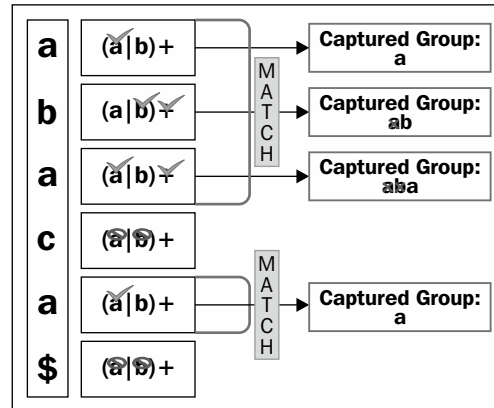 a (a|b)+ Captured Group:
a
b (a|b)+ Captured Group:
ab
MATCH
a (a|b)+ Captured Group:
aba
c (a|b)+
a (a|b)+ MATCH Captured Group:
a
$ (a|b)+